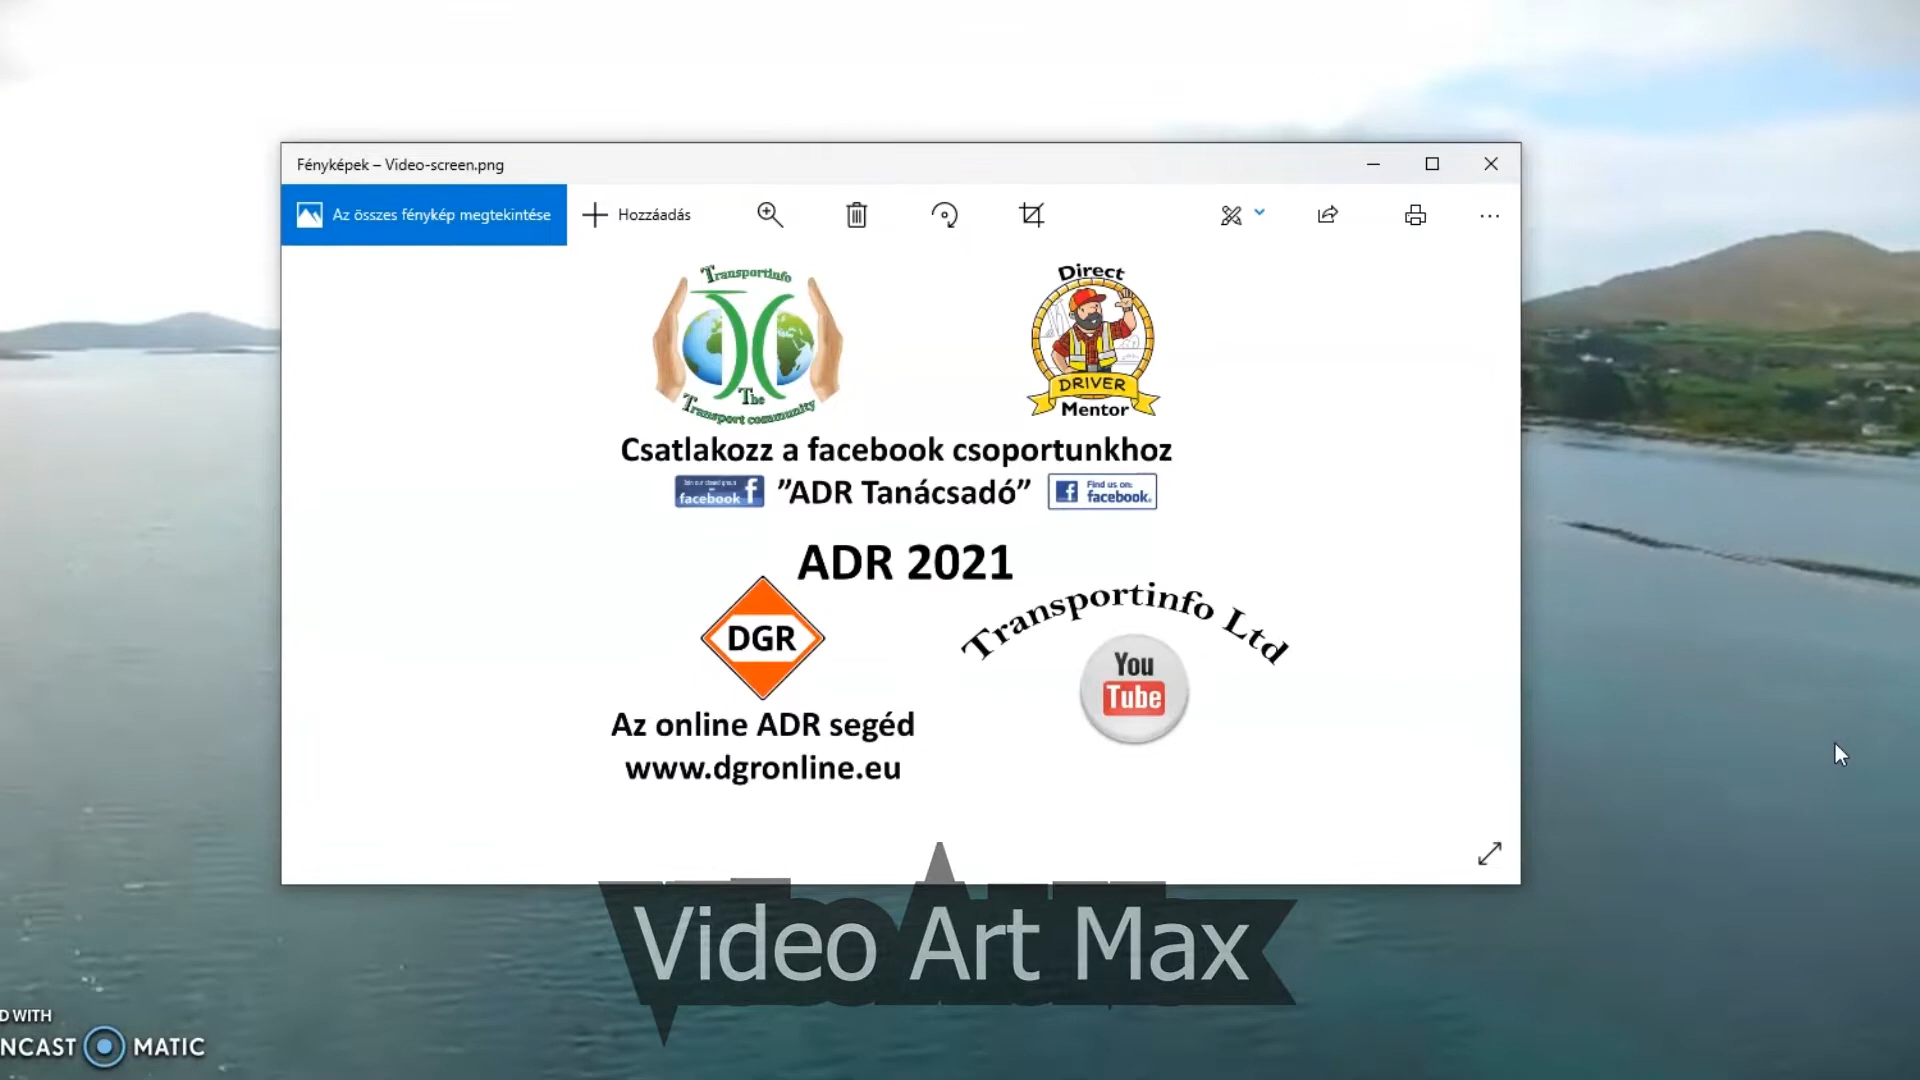 Fényképek – Video-screen.png
Az összes fénykép megtekintése
Hozzáadás
Transportinfo
The
Transport community
Direct
DRIVER
Mentor
Csatlakozz a facebook csoportunkhoz
facebook
"ADR Tanácsadó"
Find us on:
facebook.
ADR 2021
DGR
Transportinfo Ltd
You
Tube
Az online ADR segéd
www.dgronline.eu
Video Art Max
D WITH
NCAST MATIC